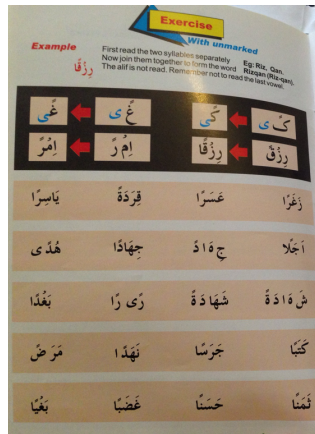 Exercise
With unmarked
Example
رِزْقًا
First read the two syllables separately Eg: Riz. Qan.
Now join them together to form the word Rizqan (Riz-qan).
The alif is not read. Remember not to read the last vowel.
كً ى كًى غً ى غًى
رِزْقً رِزْقًا اِمْ رً اِمْرً
زَغَرًا عَسَرًا قِرَدَةً يَاسِرًا
اَجَلًا جِ ہَ ا دً جِهَادًا هُدًى
شَ ہَ ا دَ ةً شَهَادَةً رً ى رًا بَغْدًا
كَتَبًا جَرَسًا نَهَدًا مَ رَ ضً
ثَمَنًا حَسَنًا غَضَبًا بَغْيًا